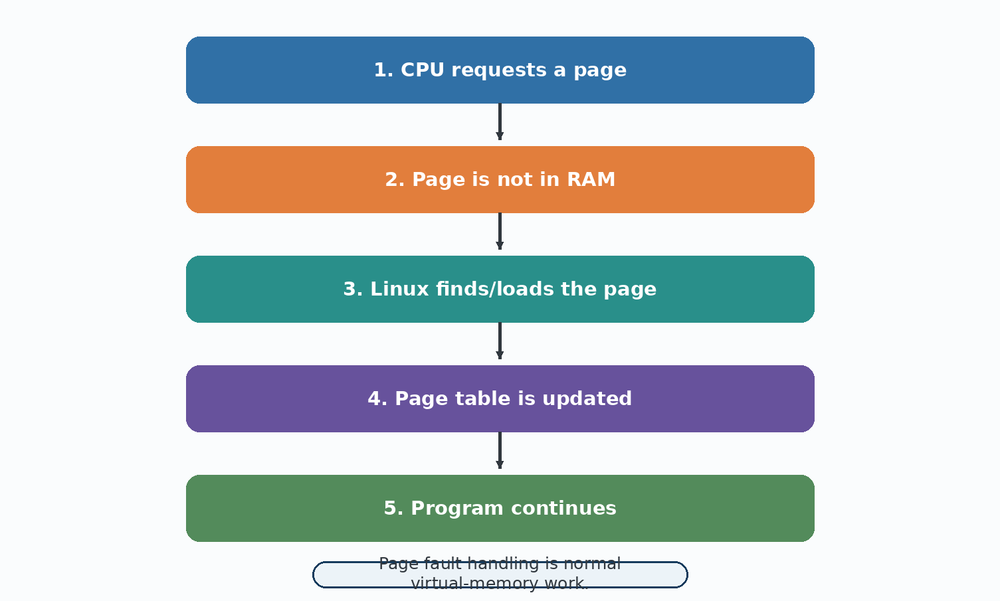 1. CPU requests a page
2. Page is not in RAM
3. Linux finds/loads the page
4. Page table is updated
5. Program continues
Page fault handling is normal
virtual-memory work.